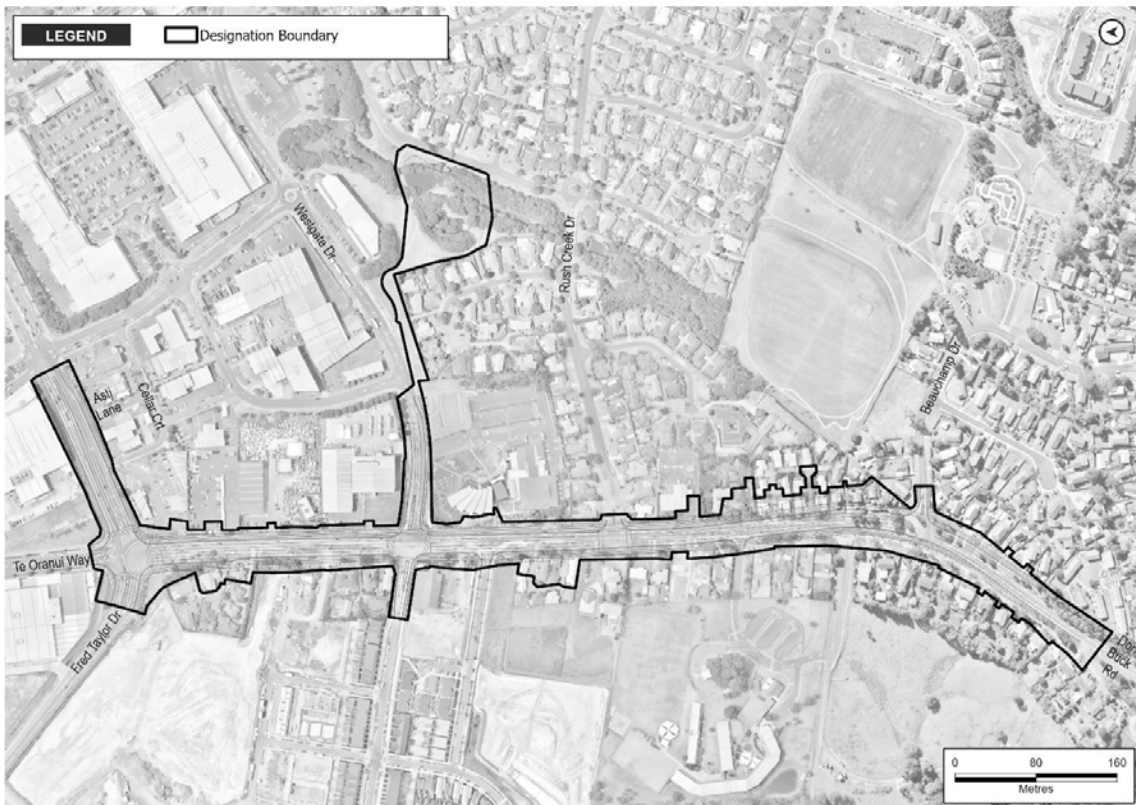 LEGEND
Designation Boundary
Westgate Dr
Rush Creek Dr
Asti
Lane
Cellar Crt
Beauchamp Dr
Te Oranui Way
Fred Taylor Dr
Don
Buck
Rd
0 80 160
Metres